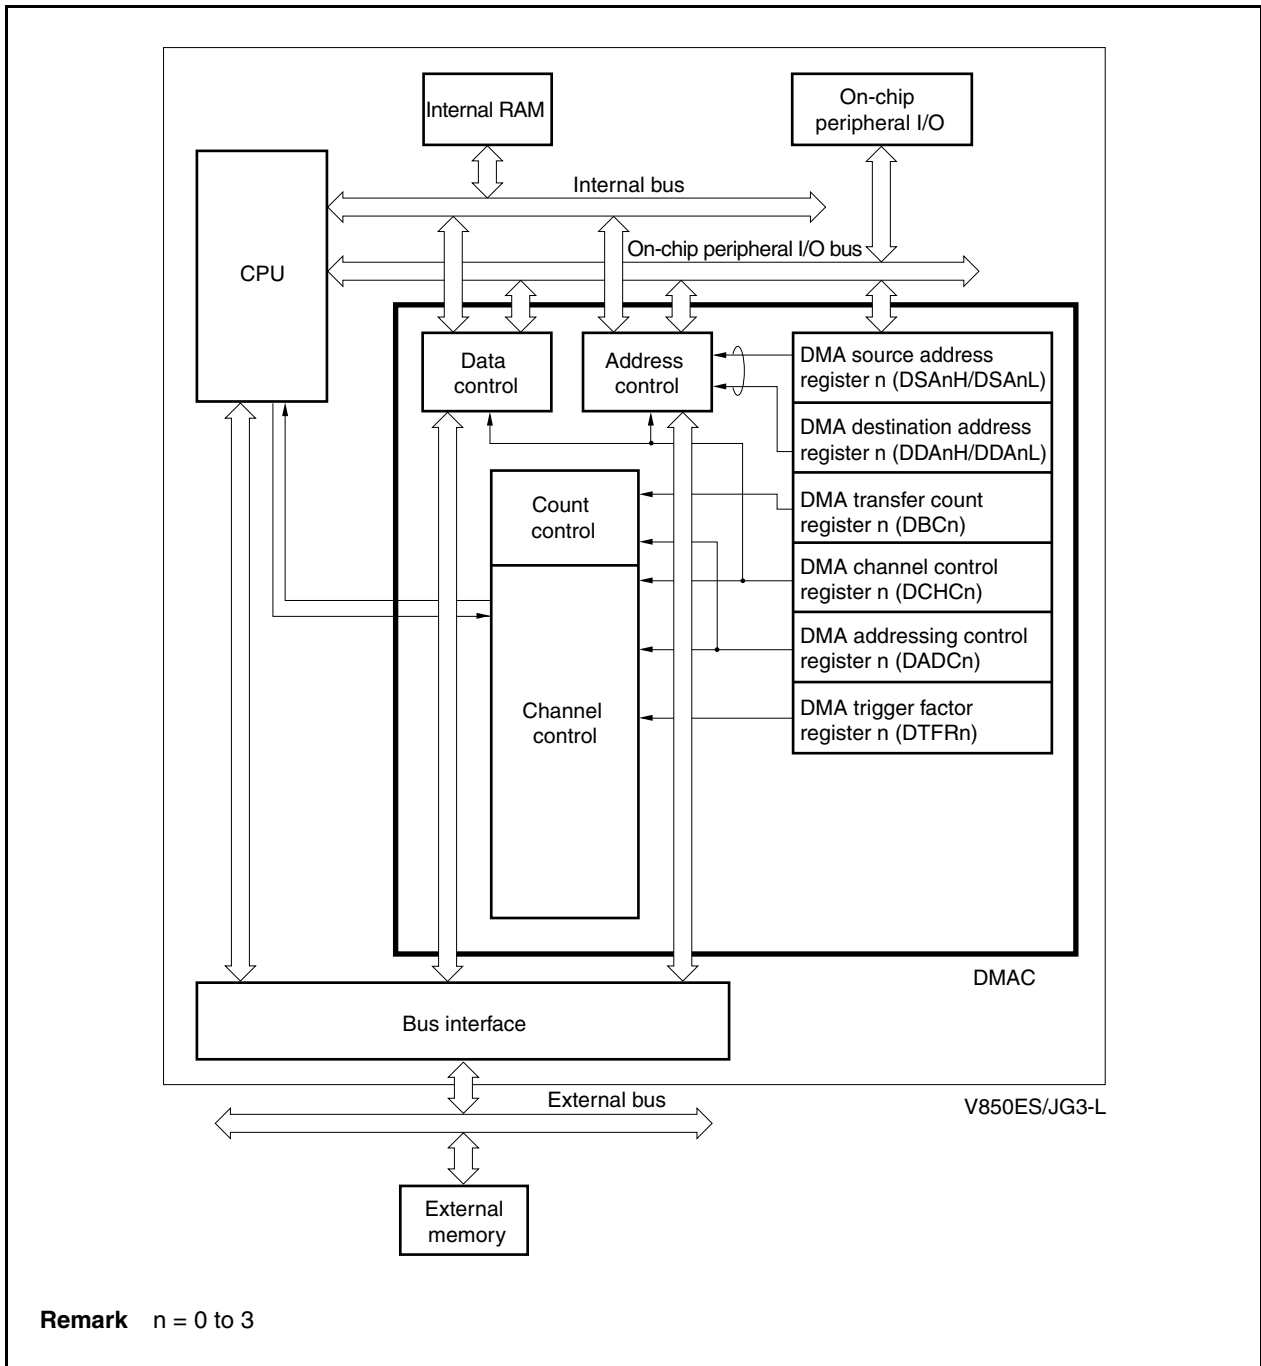 Internal RAM
On-chip
peripheral I/O
Internal bus
On-chip peripheral I/O bus
CPU
Data
control
Address
control
DMA source address
register n (DSAnH/DSAnL)
DMA destination address
register n (DDAnH/DDAnL)
Count
control
DMA transfer count
register n (DBCn)
DMA channel control
register n (DCHCn)
DMA addressing control
register n (DADCn)
Channel
control
DMA trigger factor
register n (DTFRn)
DMAC
Bus interface
External bus
V850ES/JG3-L
External
memory
Remark n = 0 to 3